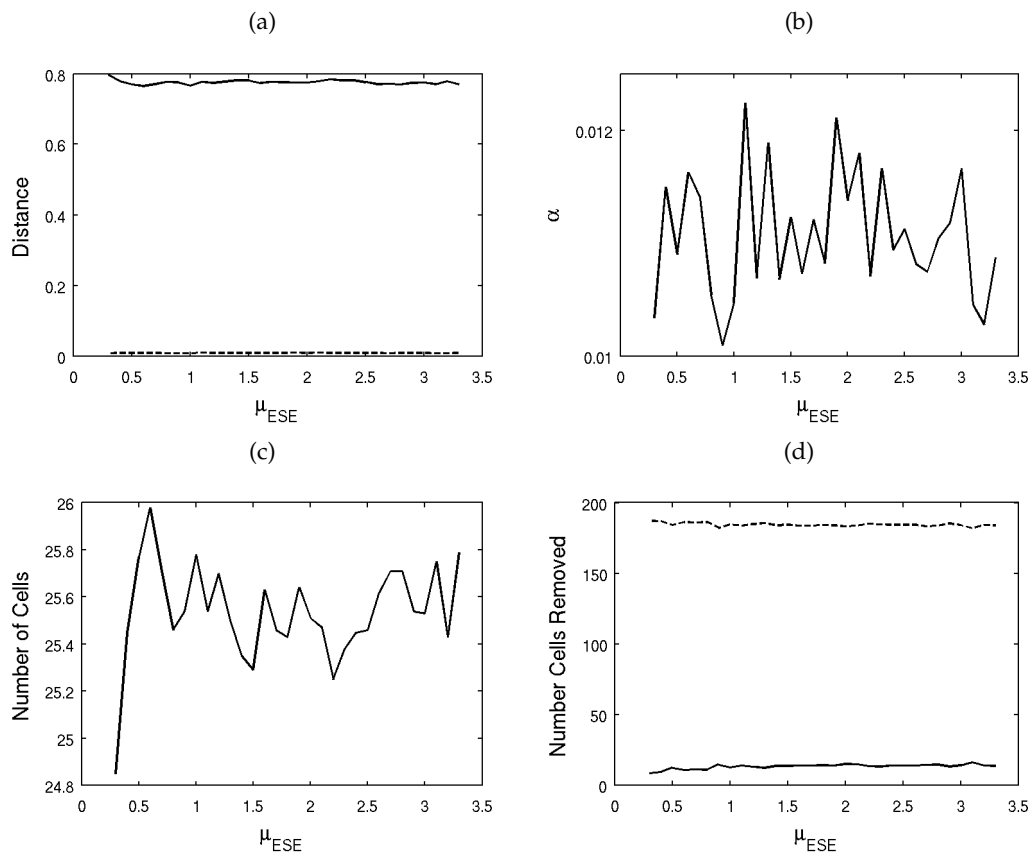 (a)
0.8
0.6
0.4
0.2
0
Distance
0 0.5 1 1.5 2 2.5 3 3.5
μESE
(b)
0.012
0.01
α
0 0.5 1 1.5 2 2.5 3 3.5
μESE
(c)
26
25.8
25.6
25.4
25.2
25
24.8
Number of Cells
0 0.5 1 1.5 2 2.5 3 3.5
μESE
(d)
200
150
100
50
0
Number Cells Removed
0 0.5 1 1.5 2 2.5 3 3.5
μESE